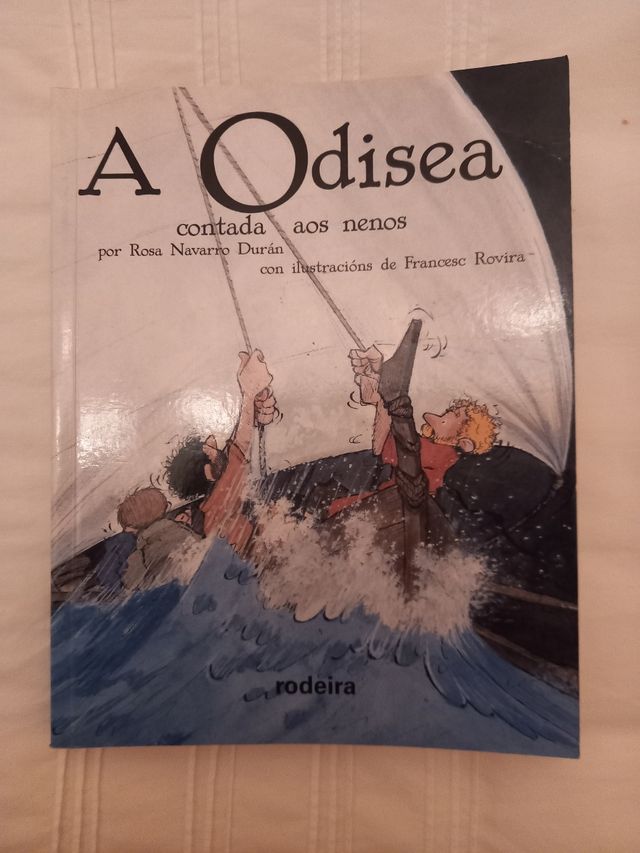 A Odisea
contada aos nenos
por Rosa Navarro Durán
con ilustracións de Francesc Rovira
rodeira